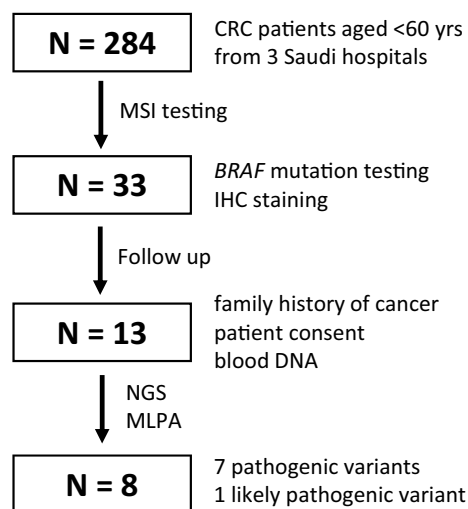 N = 284
CRC patients aged <60 yrs
from 3 Saudi hospitals
MSI testing
N = 33
BRAF mutation testing
IHC staining
Follow up
N = 13
family history of cancer
patient consent
blood DNA
NGS
MLPA
N = 8
7 pathogenic variants
1 likely pathogenic variant